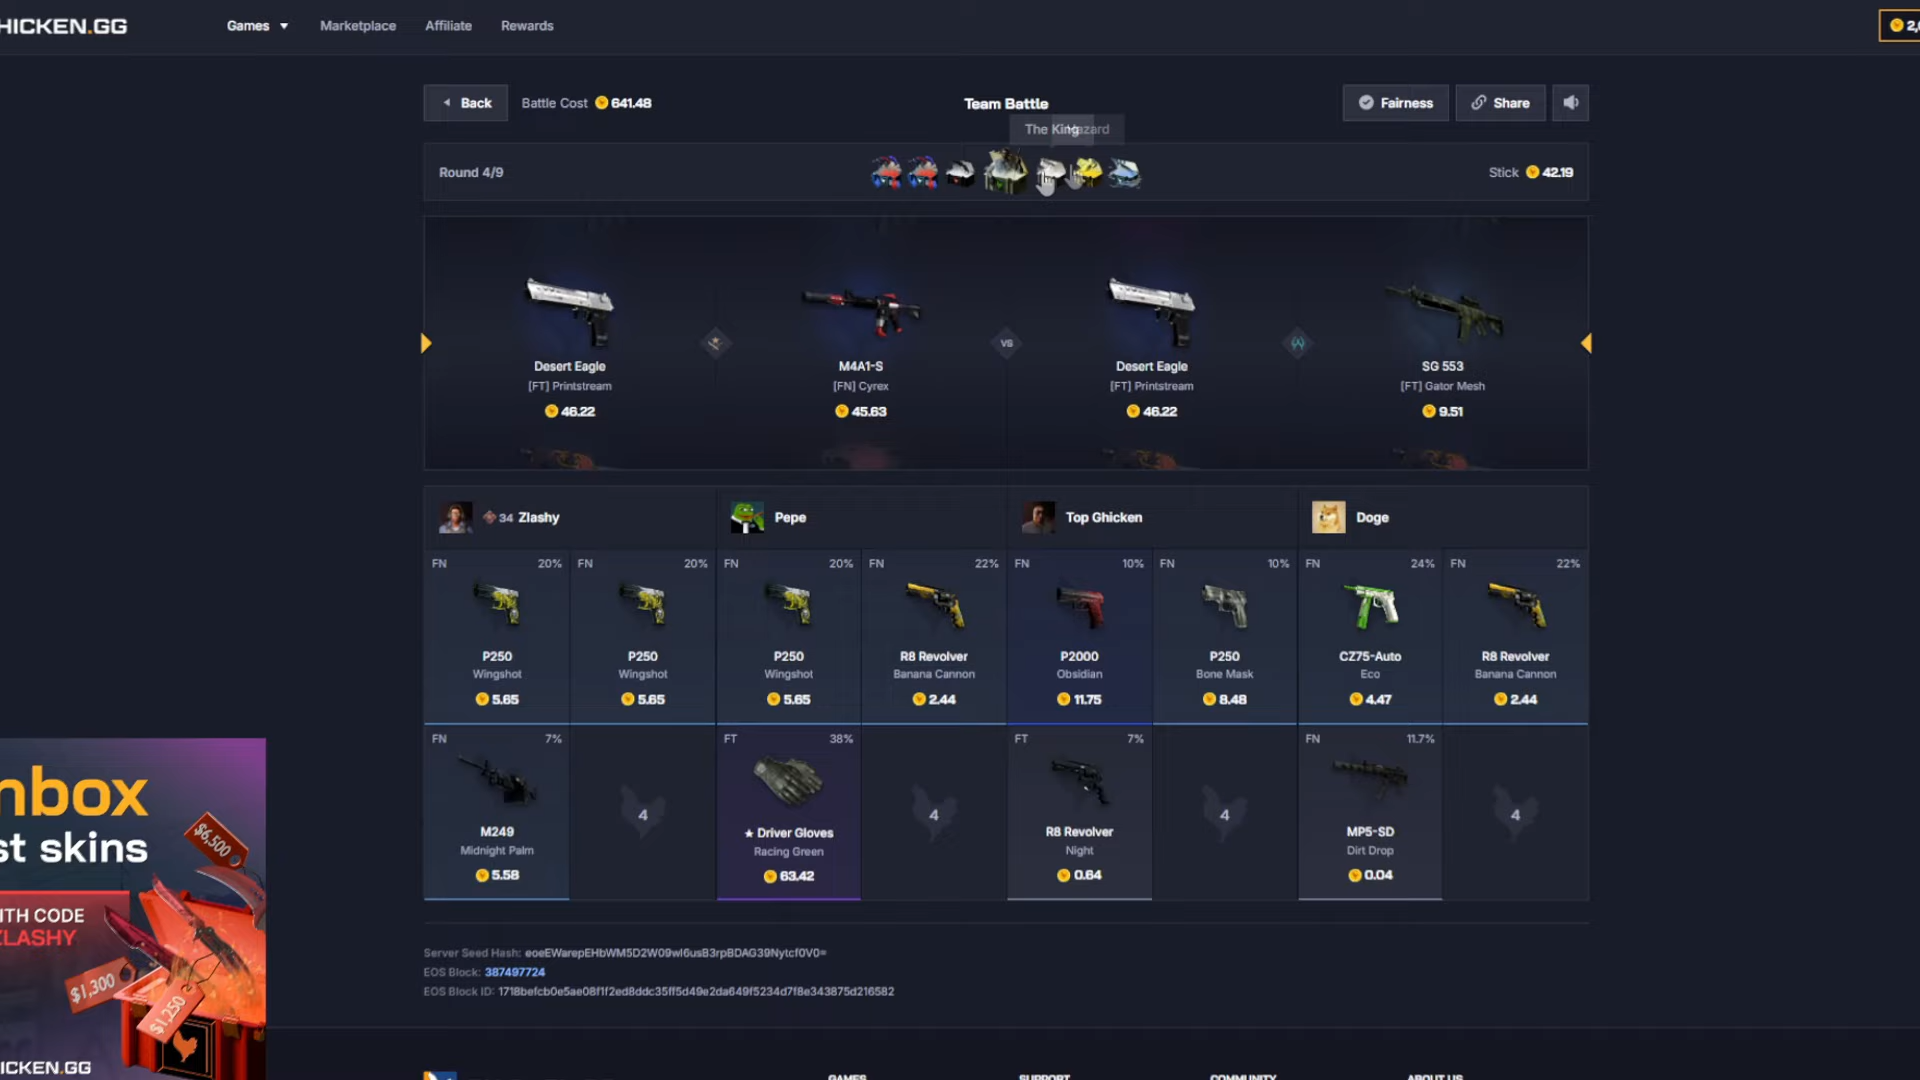 HICKEN.GG
Games
Marketplace
Affiliate
Rewards
Back
Battle Cost
641.48
Team Battle
Fairness
Share
The King
Round 4/9
Stick
42.19
Desert Eagle
[FT] Printstream
46.22
M4A1-S
[FN] Cyrex
45.63
VS
Desert Eagle
[FT] Printstream
46.22
SG 553
[FT] Gator Mesh
9.51
34 Zlashy
Pepe
Top Ghicken
Doge
FN 20%
P250
Wingshot
5.65
FN 20%
P250
Wingshot
5.65
FN 20%
P250
Wingshot
5.65
FN 22%
R8 Revolver
Banana Cannon
2.44
FN 10%
P2000
Obsidian
11.75
FN 10%
P250
Bone Mask
8.48
FN 24%
CZ75-Auto
Eco
4.47
FN 22%
R8 Revolver
Banana Cannon
2.44
FN 7%
M249
Midnight Palm
5.58
4
FT 38%
★ Driver Gloves
Racing Green
63.42
4
FT 7%
R8 Revolver
Night
0.64
4
FN 11.7%
MP5-SD
Dirt Drop
0.04
4
nbox
st skins
$6,500
ITH CODE
ZLASHY
$1,300
$1,250
ICKEN.GG
Server Seed Hash: eoeEWarepEHbWM5D2W09wI6usB3rpBDAG39Nytcf0V0=
EOS Block: 387497724
EOS Block ID: 1718befcb0e5ae08f1f2ed8ddc35ff5d49e2da649f5234d7f8e343875d216582
GAMES
SUPPORT
COMMUNITY
ABOUT US